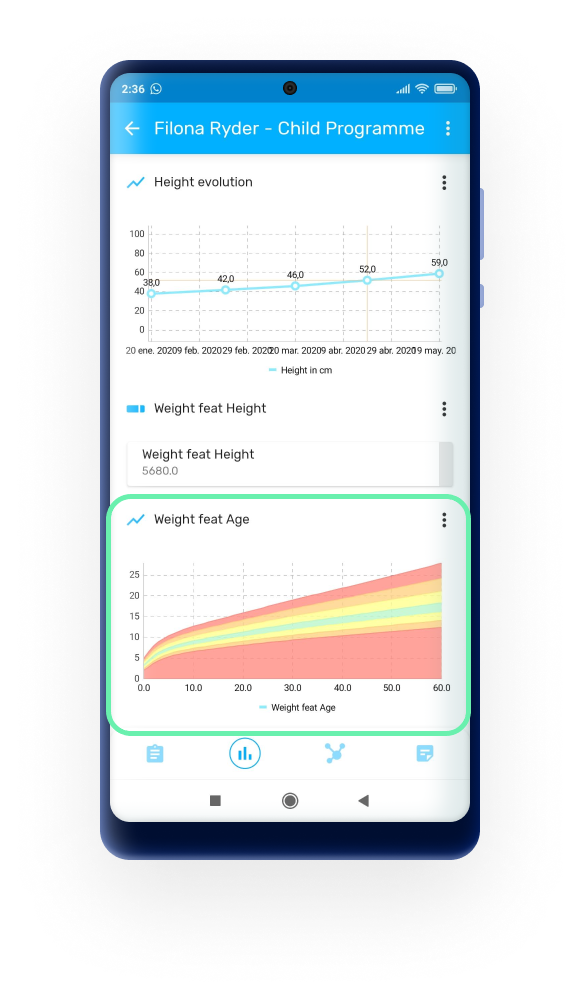 2:36
Filona Ryder - Child Programme
Height evolution
100
80
60
40
20
0
38,0
42,0
46,0
52,0
59,0
20 ene. 2020 9 feb. 2020 29 feb. 2020 20 mar. 2020 9 abr. 2020 29 abr. 2020 19 may. 20
Height in cm
Weight feat Height
Weight feat Height
5680.0
Weight feat Age
25
20
15
10
5
0
0.0 10.0 20.0 30.0 40.0 50.0 60.0
Weight feat Age